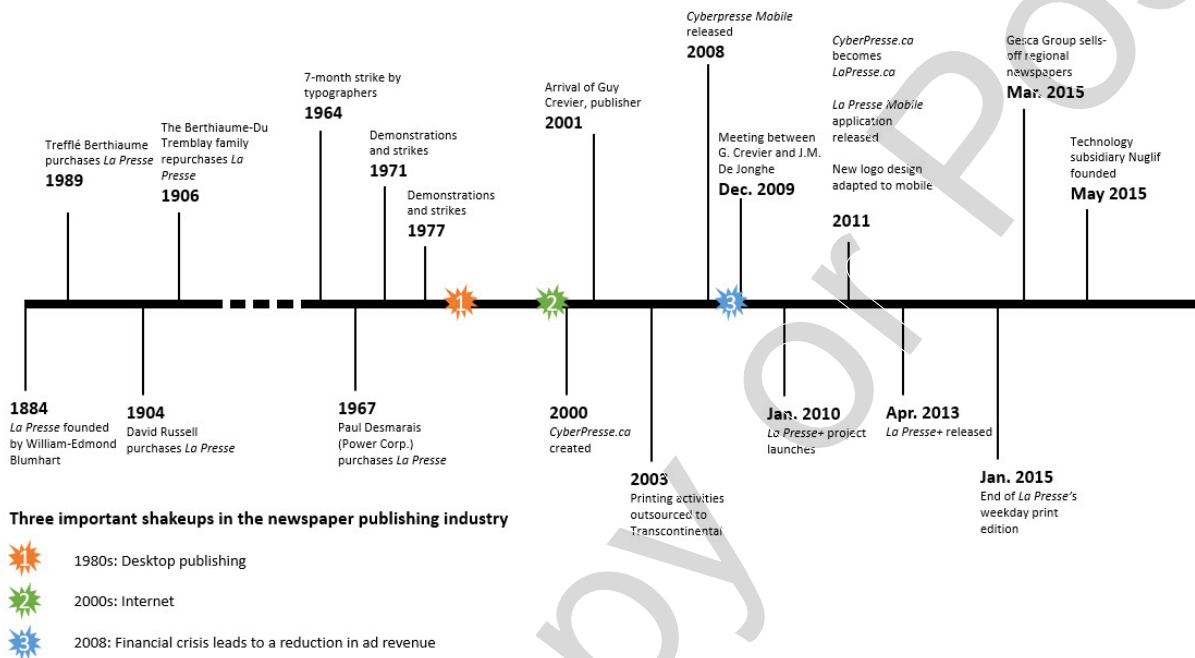 Cyberpresse Mobile
released
2008
CyberPresse.ca
becomes
LaPresse.ca
La Presse Mobile
application
released
New logo design
adapted to mobile
2011
Gesca Group sells-
off regional
newspapers
Mar. 2015
7-month strike by
typographers
1964
Arrival of Guy
Crevier, publisher
2001
Trefflé Berthiaume
purchases La Presse
1989
The Berthiaume-Du
Tremblay family
repurchases La
Presse
1906
Demonstrations
and strikes
1971
Demonstrations
and strikes
1977
Meeting between
G. Crevier and J.M.
De Jonghe
Dec. 2009
Technology
subsidiary Nuglif
founded
May 2015
1
2
3
1884
La Presse founded
by William-Edmond
Blumhart
1904
David Russell
purchases La Presse
1967
Paul Desmarais
(Power Corp.)
purchases La Presse
2000
CyberPresse.ca
created
2003
Printing activities
outsourced to
Transcontinental
Jan. 2010
La Presse+ project
launches
Apr. 2013
La Presse+ released
Jan. 2015
End of La Presse's
weekday print
edition
Three important shakeups in the newspaper publishing industry
1 1980s: Desktop publishing
2 2000s: Internet
3 2008: Financial crisis leads to a reduction in ad revenue
py or Pos